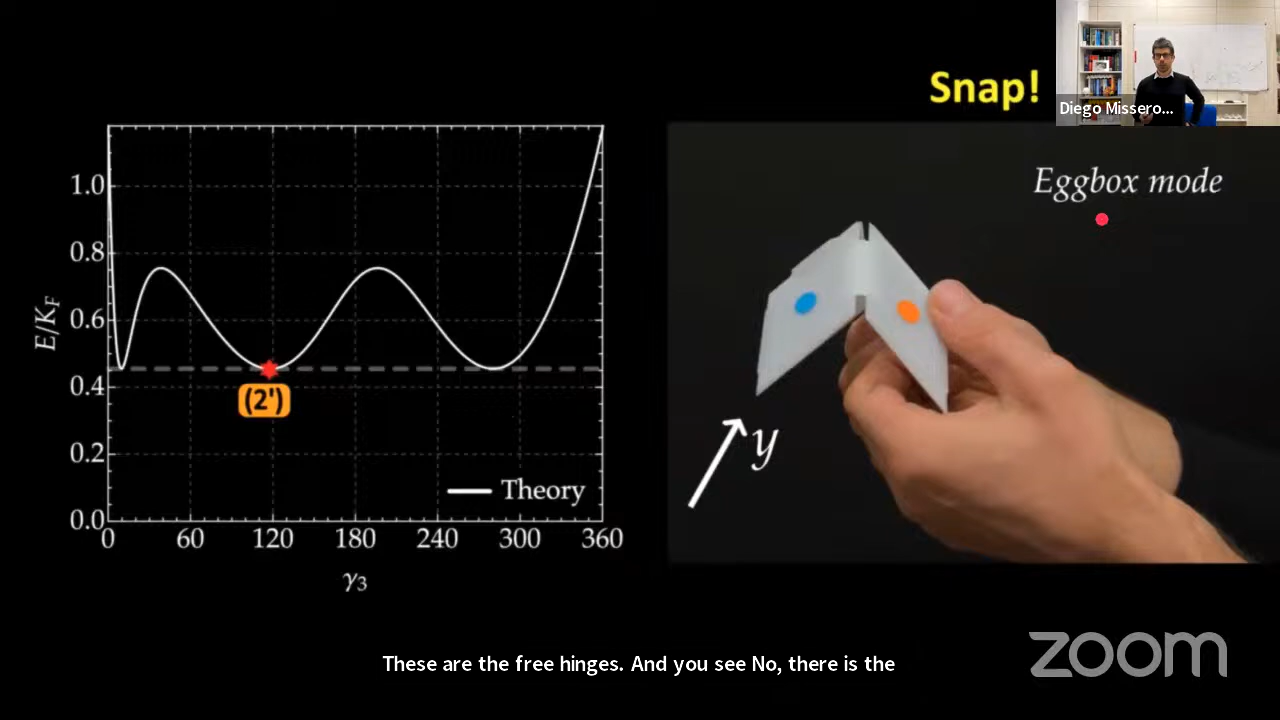 Snap!
Diego Missero...
Eggbox mode
E/K_F
1.0
0.8
0.6
0.4
0.2
0.0
(2')
Theory
0 60 120 180 240 300 360
γ3
y
These are the free hinges. And you see No, there is the
zoom